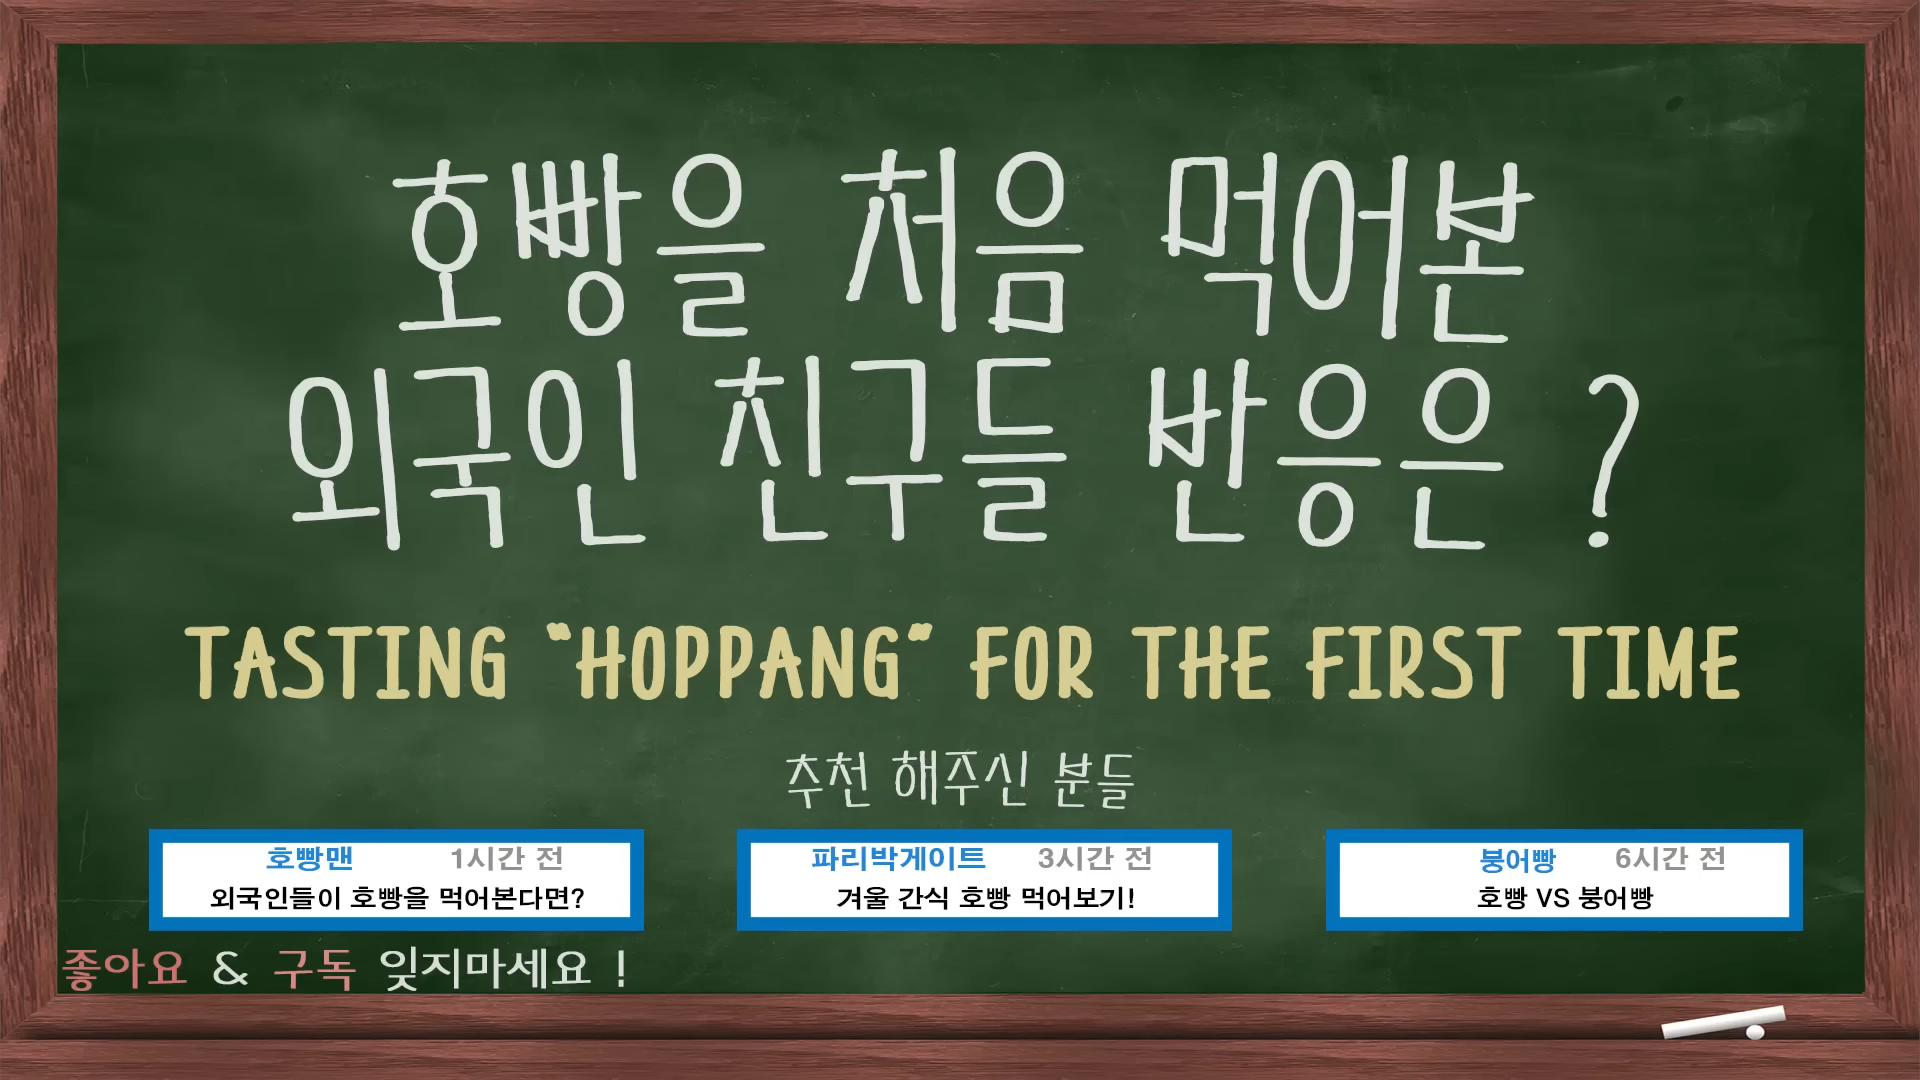 호빵을 처음 먹어본
외국인 친구들 반응은 ?
TASTING "HOPPANG" FOR THE FIRST TIME
추천 해주신 분들
호빵맨 1시간 전
외국인들이 호빵을 먹어본다면?
파리박게이트 3시간 전
겨울 간식 호빵 먹어보기!
붕어빵 6시간 전
호빵 VS 붕어빵
좋아요 & 구독 잊지마세요 !